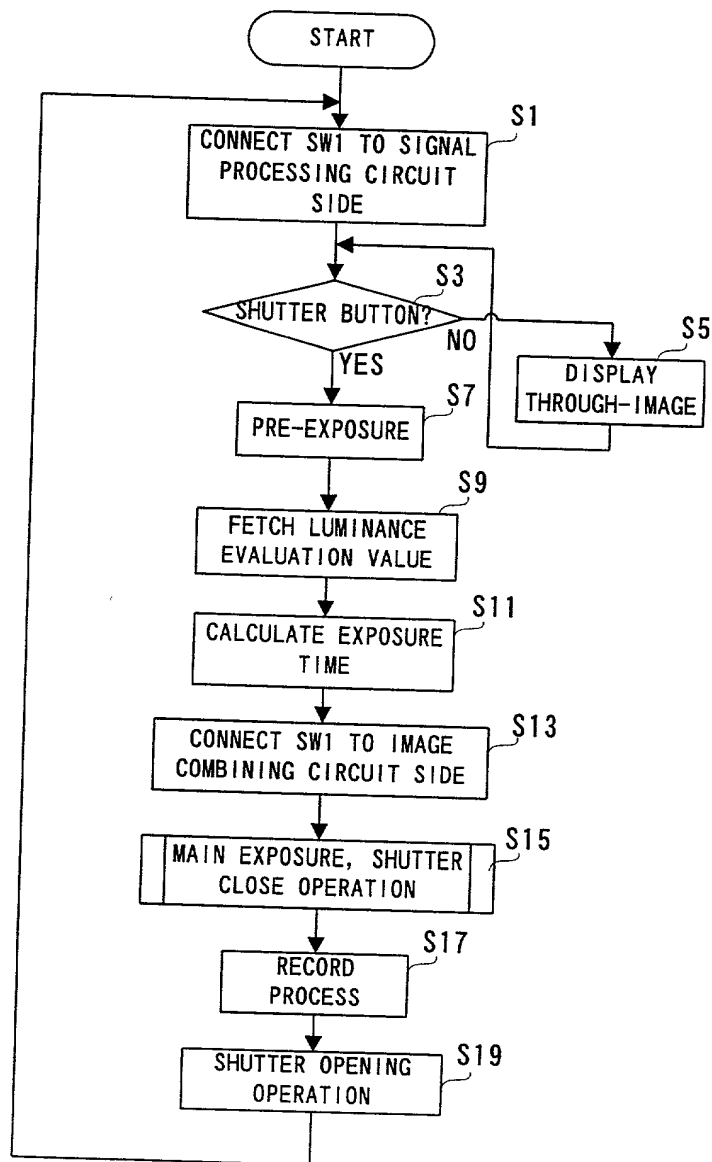 START
S1
CONNECT SW1 TO SIGNAL
PROCESSING CIRCUIT
SIDE
S3
SHUTTER BUTTON?
NO
YES
S5
DISPLAY
THROUGH-IMAGE
S7
PRE-EXPOSURE
S9
FETCH LUMINANCE
EVALUATION VALUE
S11
CALCULATE EXPOSURE
TIME
S13
CONNECT SW1 TO IMAGE
COMBINING CIRCUIT SIDE
S15
MAIN EXPOSURE, SHUTTER
CLOSE OPERATION
S17
RECORD
PROCESS
S19
SHUTTER OPENING
OPERATION